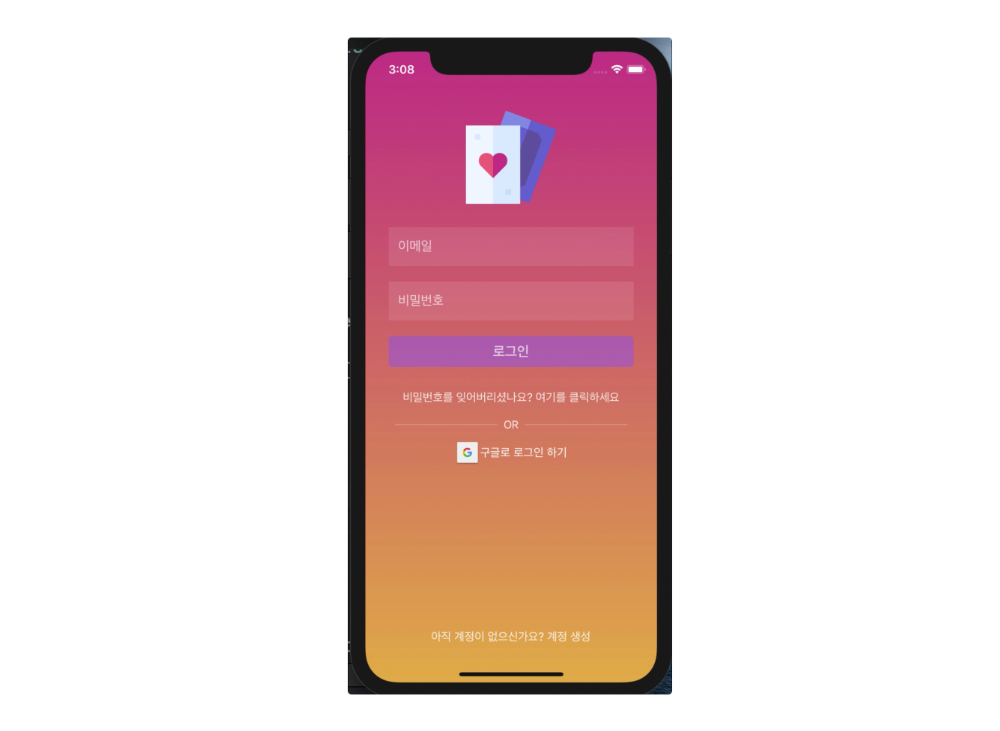 3:08
이메일
비밀번호
로그인
비밀번호를 잊어버리셨나요? 여기를 클릭하세요
OR
G 구글로 로그인 하기
아직 계정이 없으신가요? 계정 생성